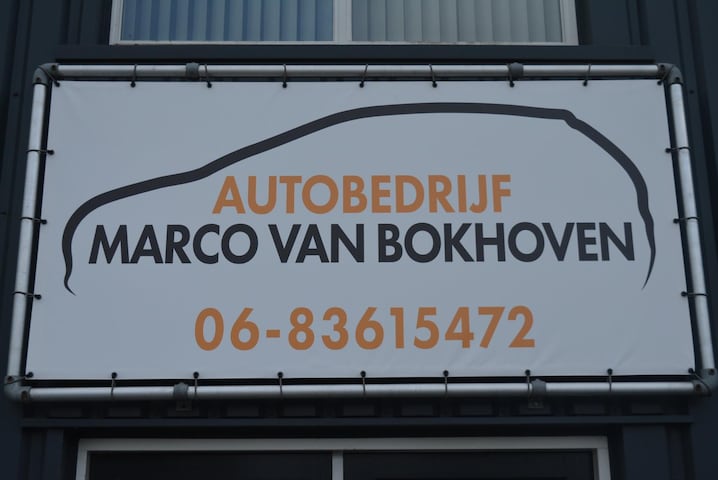 AUTOBEDRIJF
MARCO VAN BOKHOVEN
06-83615472